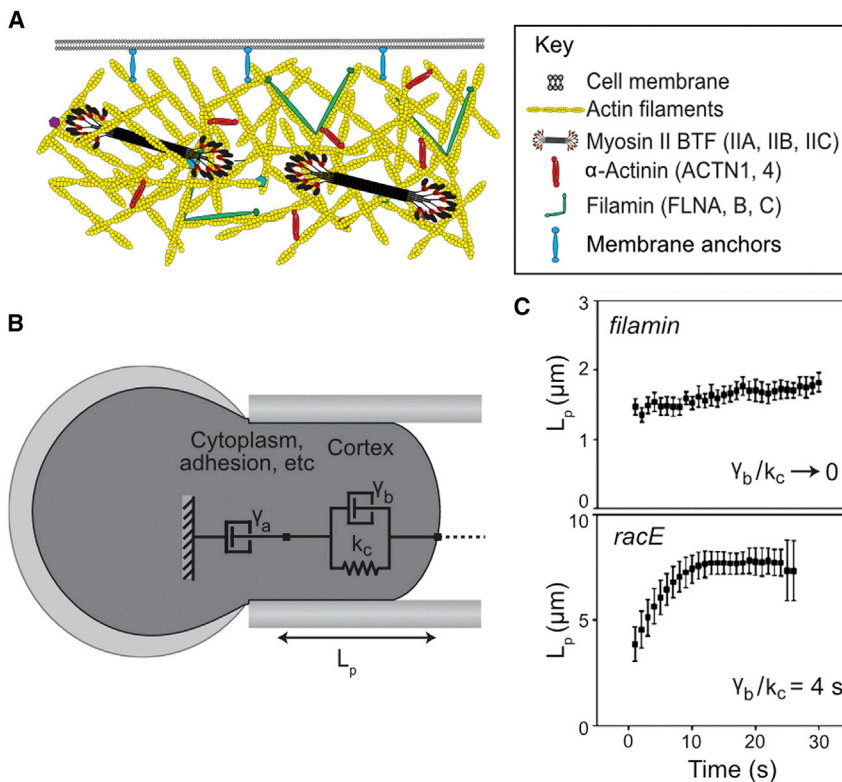 A
Key
Cell membrane
Actin filaments
Myosin II BTF (IIA, IIB, IIC)
α-Actinin (ACTN1, 4)
Filamin (FLNA, B, C)
Membrane anchors
B
Cytoplasm,
adhesion, etc
Cortex
γa
γb
kc
Lp
C
3
filamin
2
Lp (μm)
1
γb/kc → 0
0
10
racE
5
Lp (μm)
γb/kc = 4 s
0
0 10 20 30
Time (s)